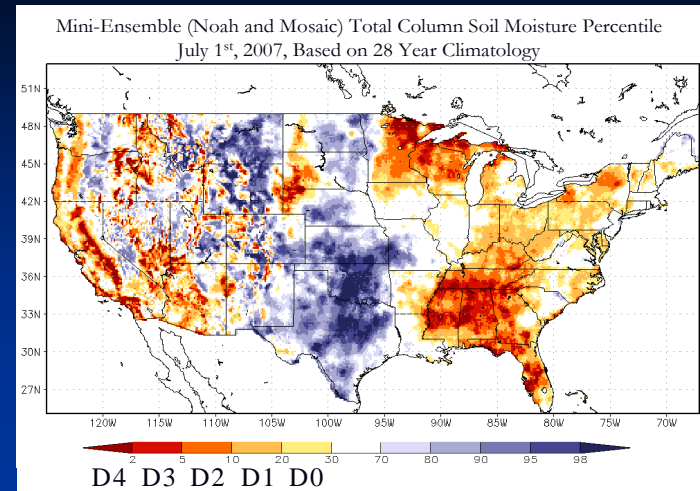 Mini-Ensemble (Noah and Mosaic) Total Column Soil Moisture Percentile
July 1st, 2007, Based on 28 Year Climatology
51N
48N
45N
42N
39N
36N
33N
30N
27N
120W 115W 110W 105W 100W 95W 90W 85W 80W 75W 70W
2 5 10 20 30 70 80 90 95 98
D4 D3 D2 D1 D0